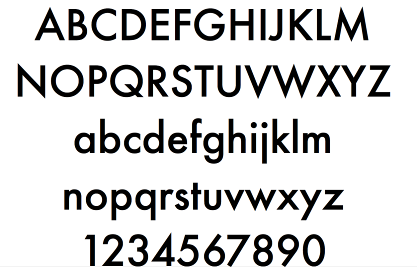 ABCDEFGHIJKLM
NOPQRSTUVWXYZ
abcdefghijklm
nopqrstuvwxyz
1234567890